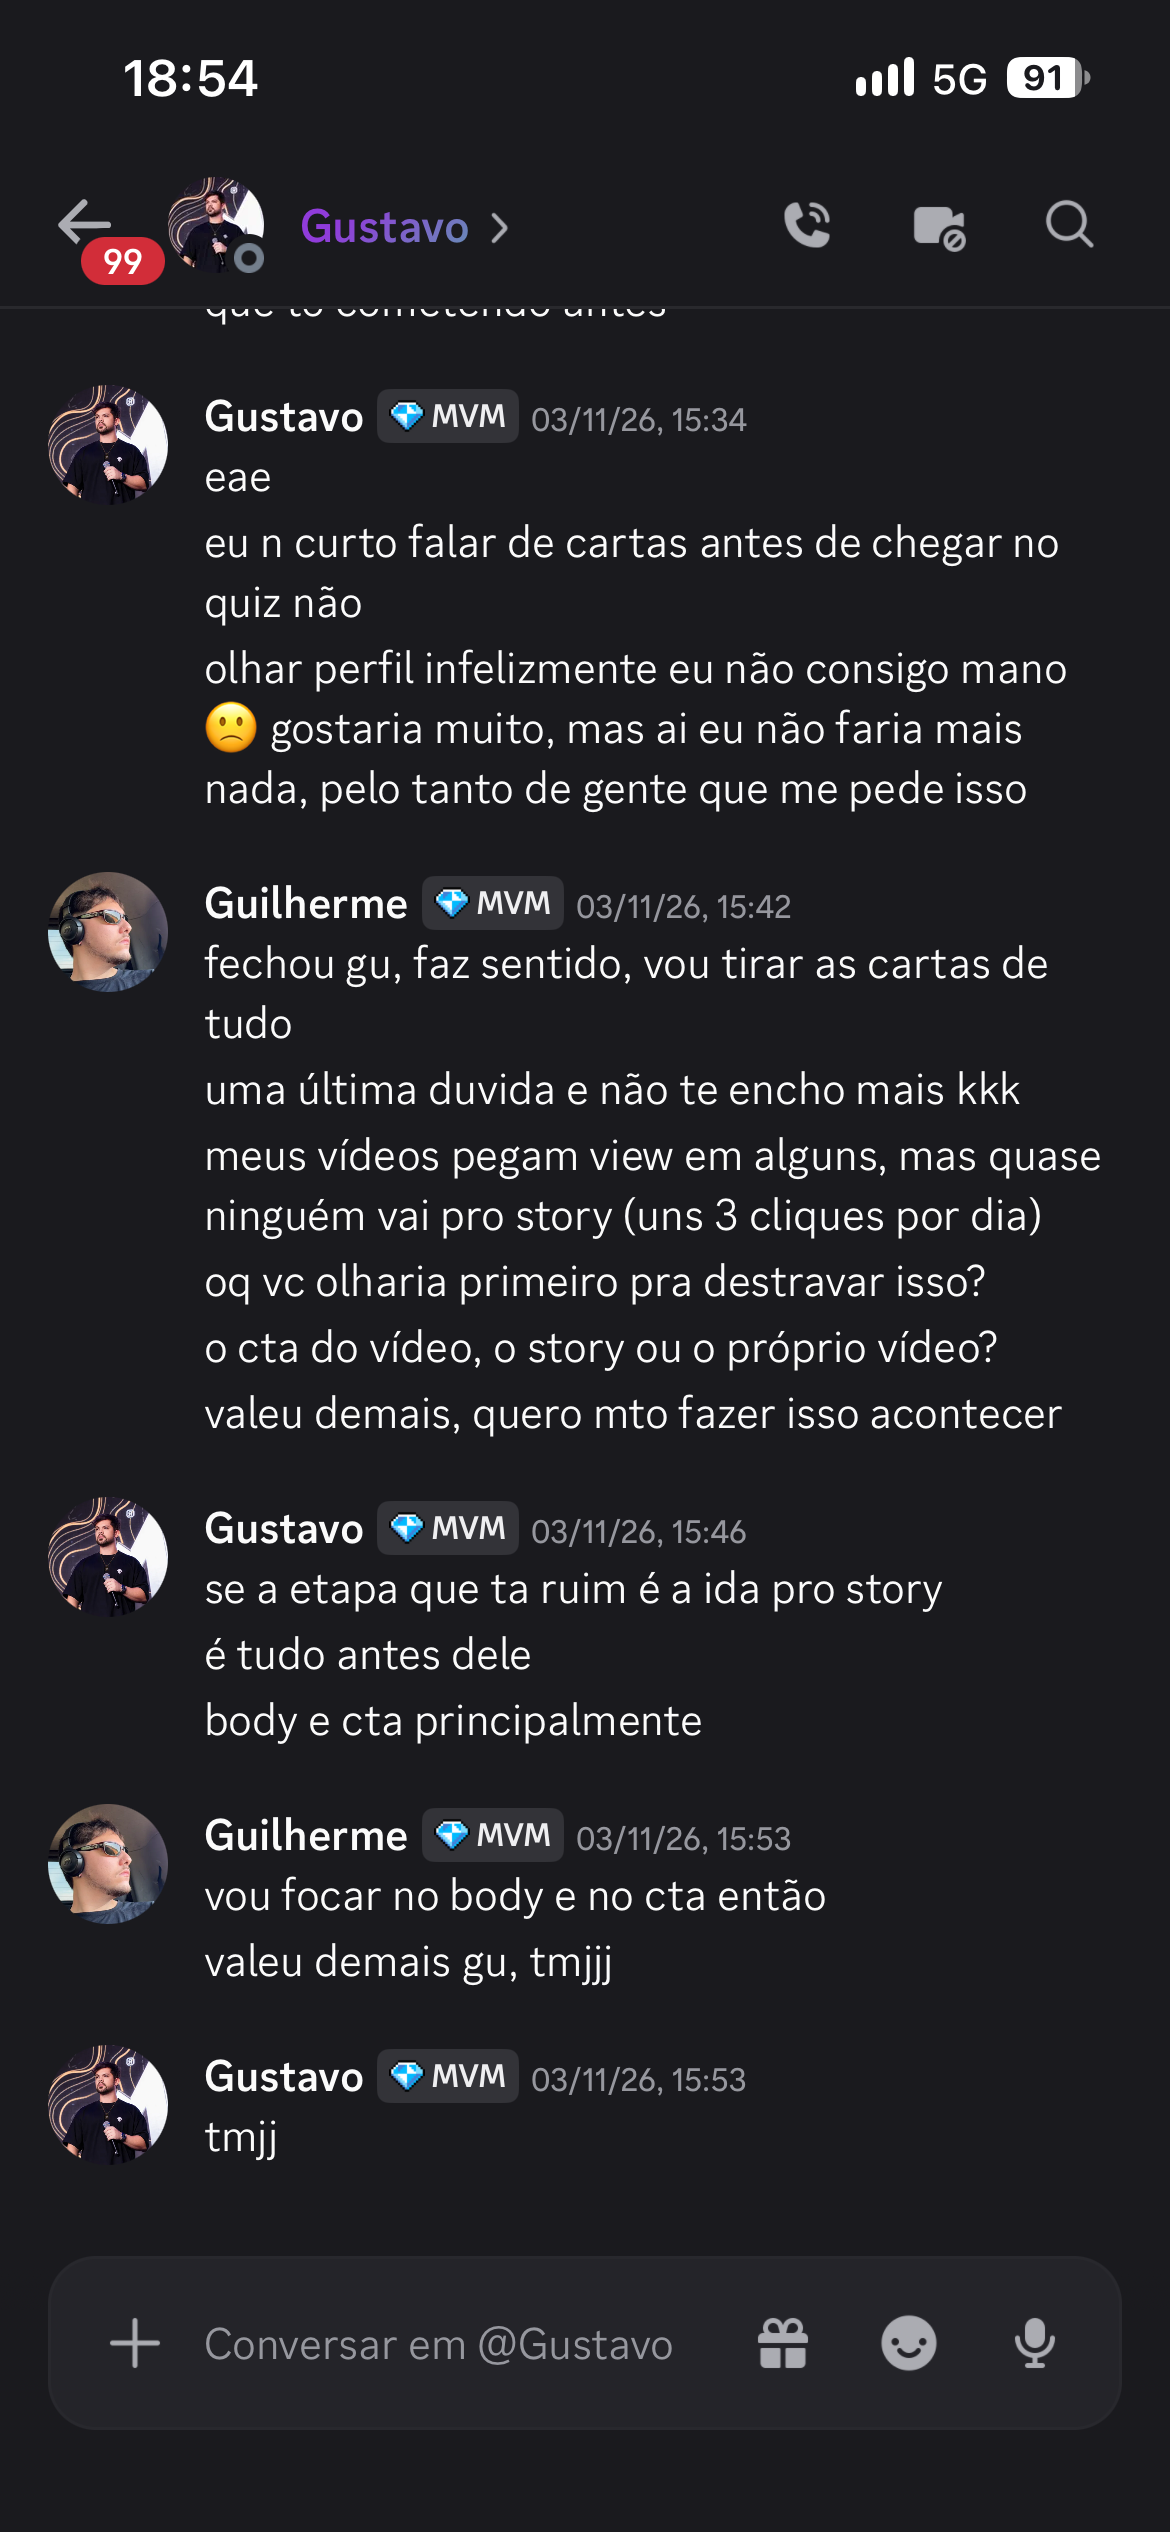 18:54
5G
91
99
Gustavo
que to cometendo antes
Gustavo MVM 03/11/26, 15:34
eae
eu n curto falar de cartas antes de chegar no
quiz não
olhar perfil infelizmente eu não consigo mano
🙁 gostaria muito, mas ai eu não faria mais
nada, pelo tanto de gente que me pede isso
Guilherme MVM 03/11/26, 15:42
fechou gu, faz sentido, vou tirar as cartas de
tudo
uma última duvida e não te encho mais kkk
meus vídeos pegam view em alguns, mas quase
ninguém vai pro story (uns 3 cliques por dia)
oq vc olharia primeiro pra destravar isso?
o cta do vídeo, o story ou o próprio vídeo?
valeu demais, quero mto fazer isso acontecer
Gustavo MVM 03/11/26, 15:46
se a etapa que ta ruim é a ida pro story
é tudo antes dele
body e cta principalmente
Guilherme MVM 03/11/26, 15:53
vou focar no body e no cta então
valeu demais gu, tmjjj
Gustavo MVM 03/11/26, 15:53
tmjj
Conversar em @Gustavo